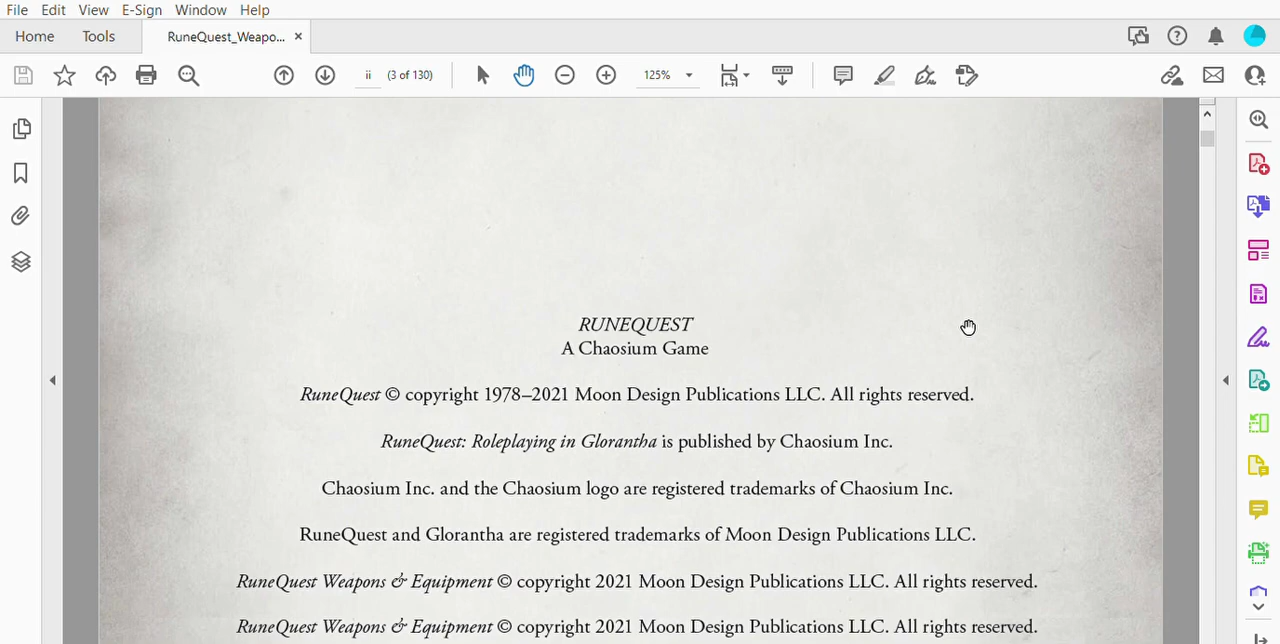 File Edit View E-Sign Window Help
Home Tools RuneQuest_Weapo... ×
ii (3 of 130) 125%
RUNEQUEST
A Chaosium Game
RuneQuest © copyright 1978–2021 Moon Design Publications LLC. All rights reserved.
RuneQuest: Roleplaying in Glorantha is published by Chaosium Inc.
Chaosium Inc. and the Chaosium logo are registered trademarks of Chaosium Inc.
RuneQuest and Glorantha are registered trademarks of Moon Design Publications LLC.
RuneQuest Weapons & Equipment © copyright 2021 Moon Design Publications LLC. All rights reserved.
RuneQuest Weapons & Equipment © copyright 2021 Moon Design Publications LLC. All rights reserved.